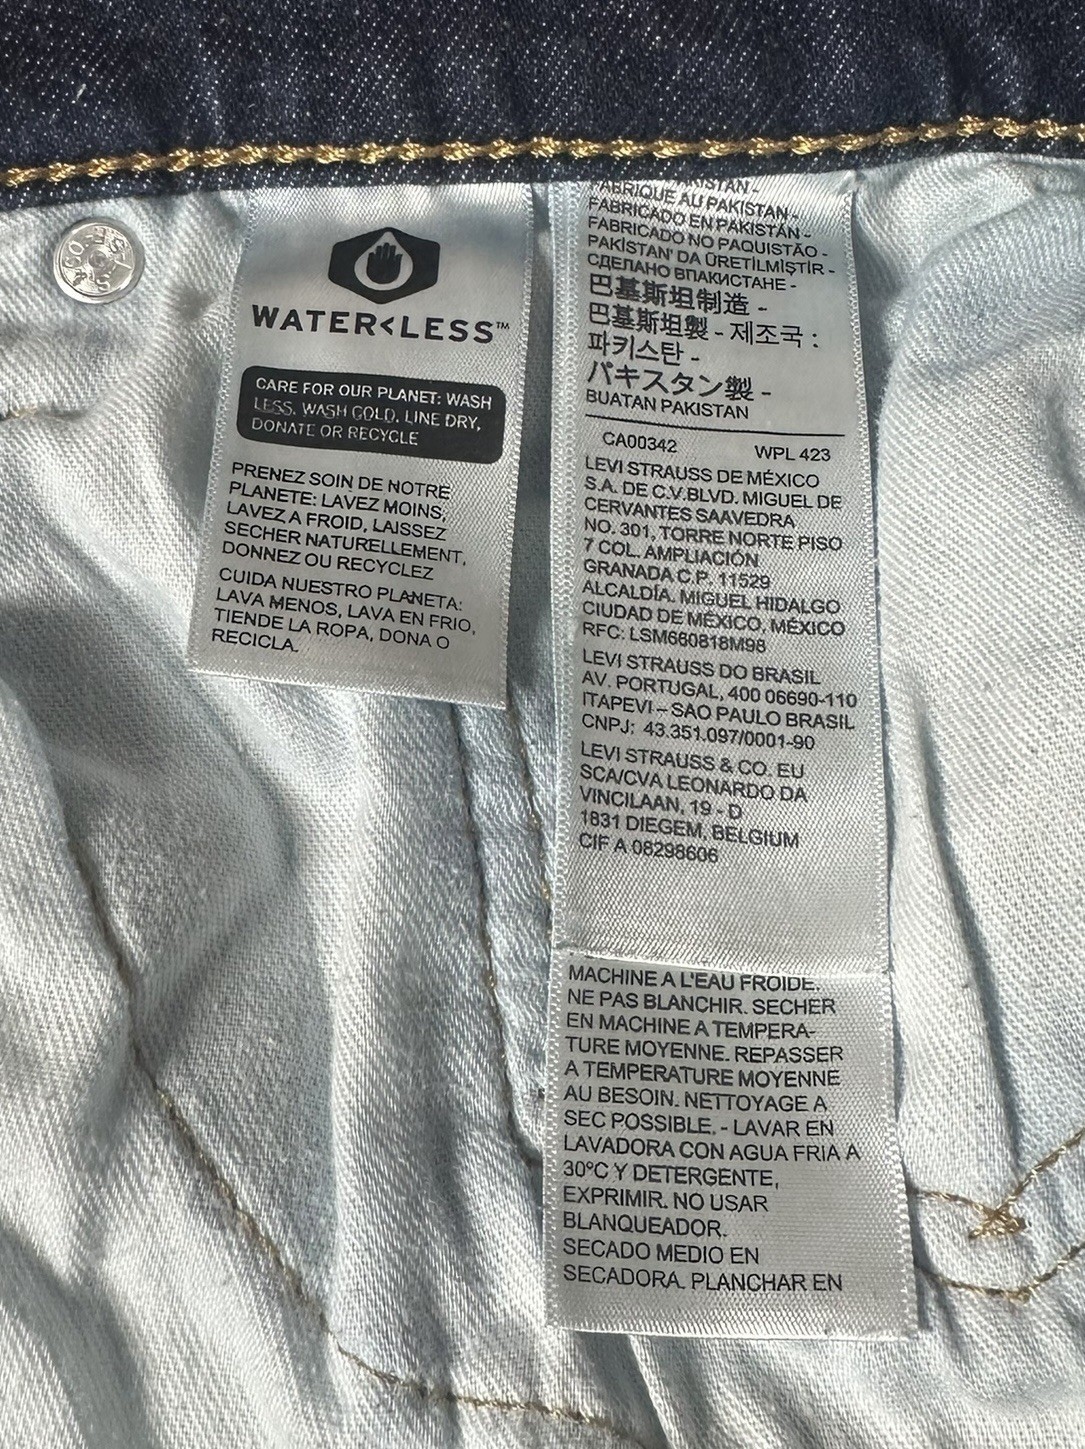 WATER<LESS™
CARE FOR OUR PLANET: WASH
LESS, WASH COLD, LINE DRY,
DONATE OR RECYCLE
PRENEZ SOIN DE NOTRE
PLANETE: LAVEZ MOINS,
LAVEZ A FROID, LAISSEZ
SECHER NATURELLEMENT,
DONNEZ OU RECYCLEZ
CUIDA NUESTRO PLANETA:
LAVA MENOS, LAVA EN FRIO,
TIENDE LA ROPA, DONA O
RECICLA.
FABRIQUE AU PAKISTAN -
FABRICADO EN PAKISTÁN -
FABRICADO NO PAQUISTÃO -
PAKİSTAN' DA ÜRETİLMİŞTİR -
СДЕЛАНО ВПАКИСТАНЕ -
巴基斯坦制造 -
巴基斯坦製 - 제조국 :
파키스탄 -
パキスタン製 -
BUATAN PAKISTAN
CA00342 WPL 423
LEVI STRAUSS DE MÉXICO
S.A. DE C.V.BLVD. MIGUEL DE
CERVANTES SAAVEDRA
NO. 301, TORRE NORTE PISO
7 COL. AMPLIACIÓN
GRANADA C.P. 11529
ALCALDÍA. MIGUEL HIDALGO
CIUDAD DE MÉXICO, MÉXICO
RFC: LSM660818M98
LEVI STRAUSS DO BRASIL
AV. PORTUGAL, 400 06690-110
ITAPEVI – SAO PAULO BRASIL
CNPJ: 43.351.097/0001-90
LEVI STRAUSS & CO. EU
SCA/CVA LEONARDO DA
VINCILAAN, 19 - D
1831 DIEGEM, BELGIUM
CIF A 08298606
MACHINE A L'EAU FROIDE.
NE PAS BLANCHIR. SECHER
EN MACHINE A TEMPERA-
TURE MOYENNE. REPASSER
A TEMPERATURE MOYENNE
AU BESOIN. NETTOYAGE A
SEC POSSIBLE. - LAVAR EN
LAVADORA CON AGUA FRIA A
30°C Y DETERGENTE,
EXPRIMIR. NO USAR
BLANQUEADOR.
SECADO MEDIO EN
SECADORA. PLANCHAR EN